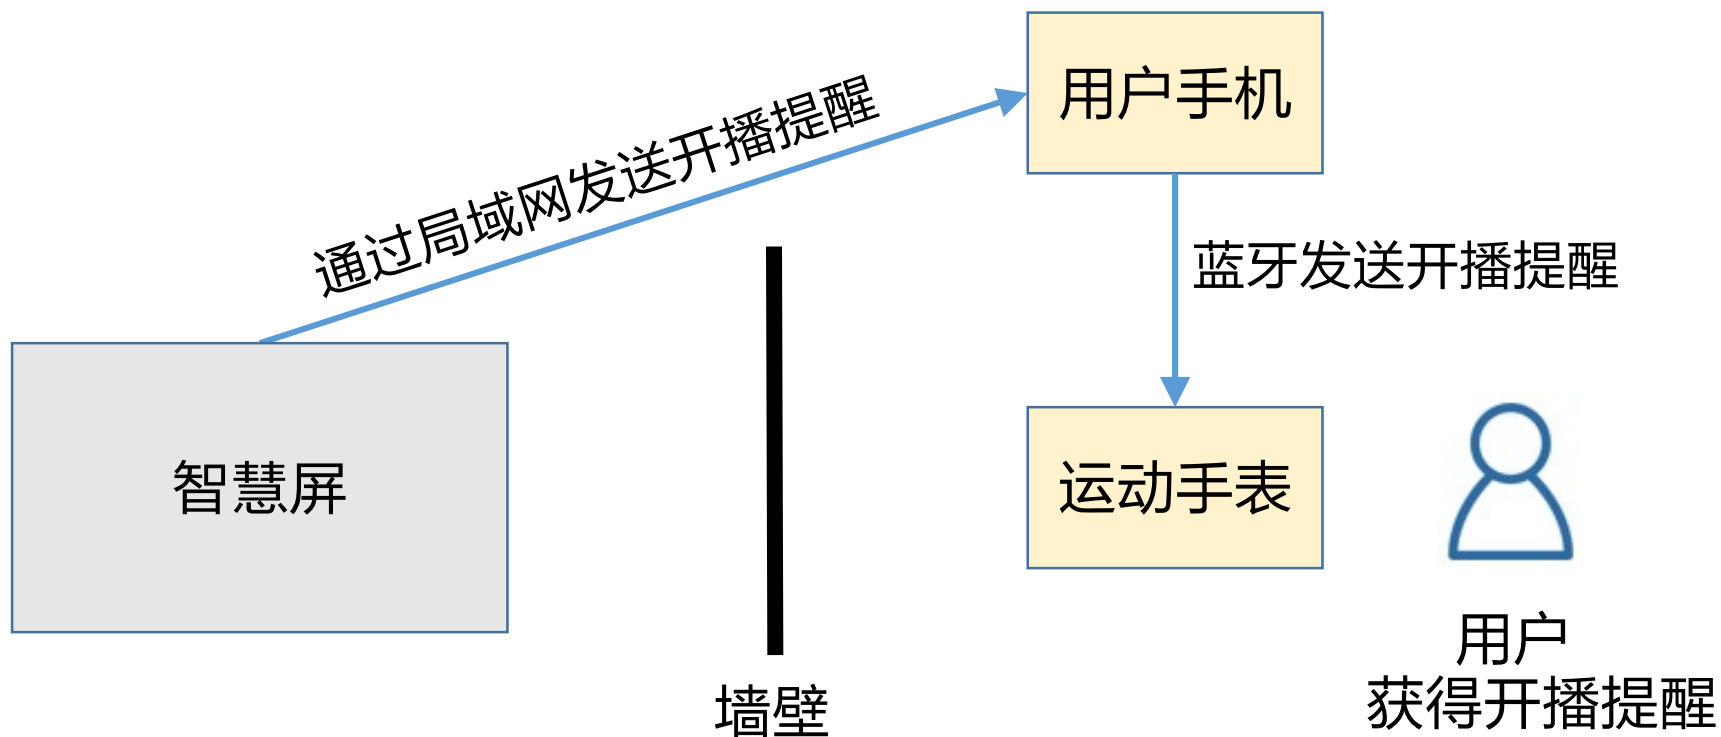 用户手机
通过局域网发送开播提醒
蓝牙发送开播提醒
智慧屏
运动手表
墙壁
用户
获得开播提醒